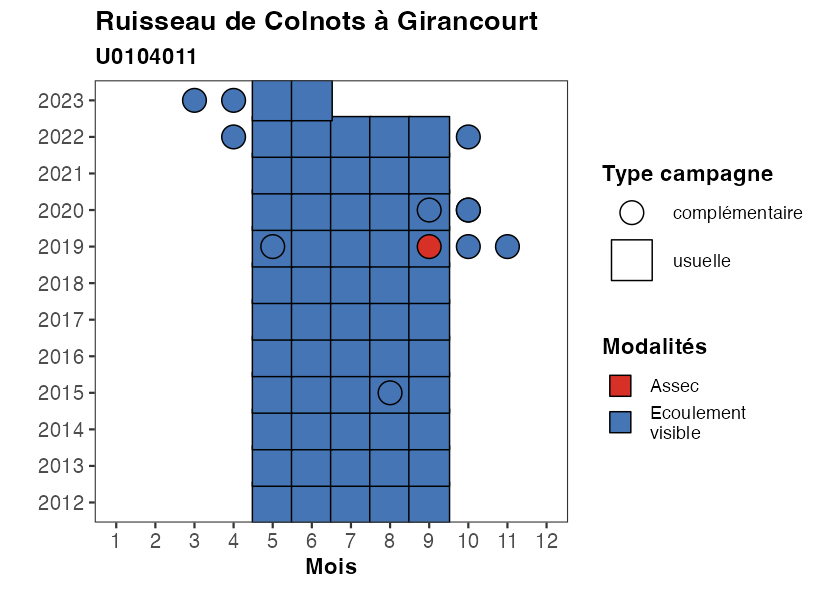 Ruisseau de Colnots à Girancourt
U0104011
2023
2022
2021
2020
2019
2018
2017
2016
2015
2014
2013
2012
1 2 3 4 5 6 7 8 9 10 11 12
Mois
Type campagne
complémentaire
usuelle
Modalités
Assec
Ecoulement
visible